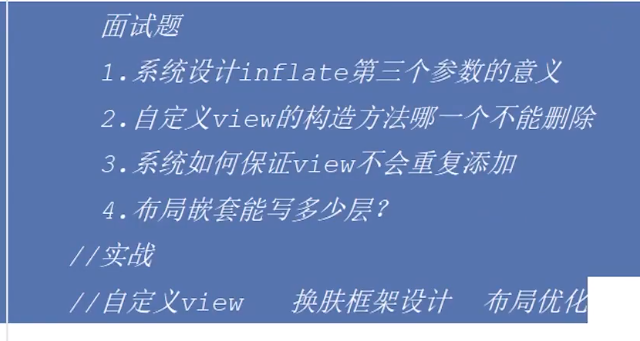 面试题
1.系统设计inflate第三个参数的意义
2.自定义view的构造方法哪一个不能删除
3.系统如何保证view不会重复添加
4.布局嵌套能写多少层?
//实战
//自定义view 换肤框架设计 布局优化